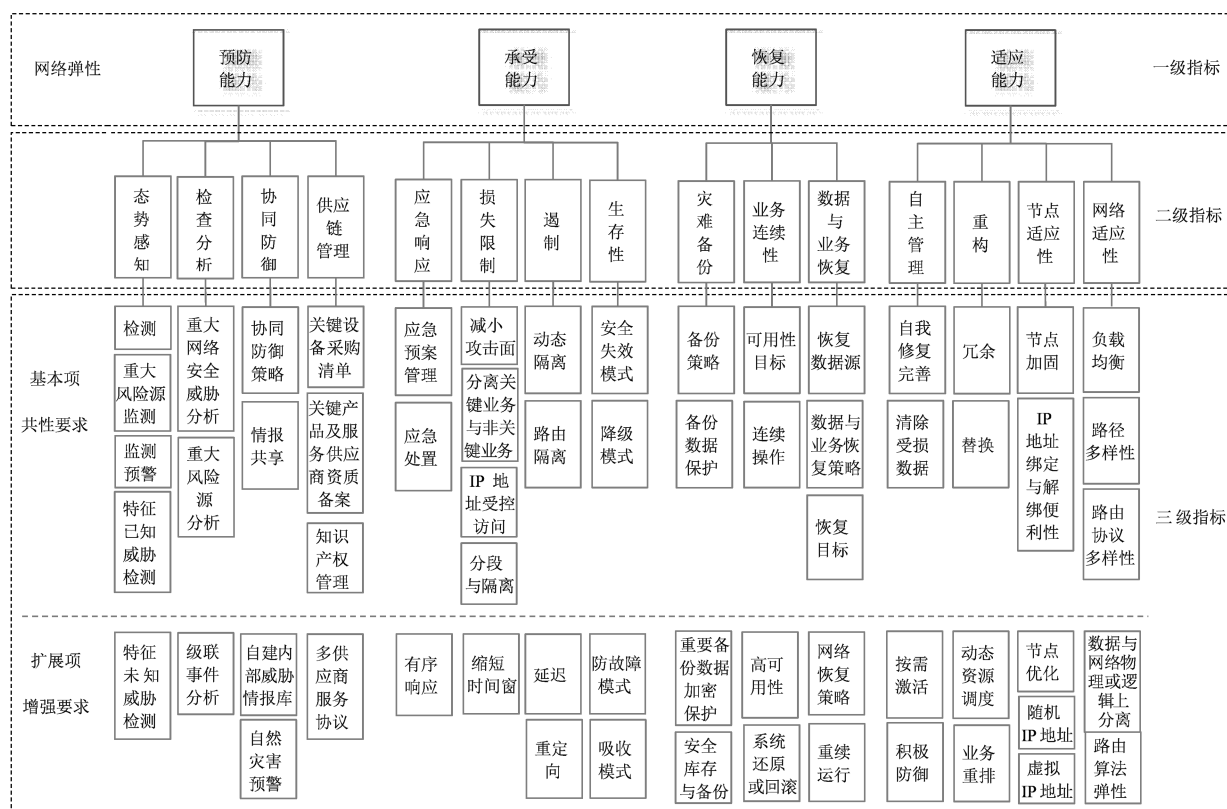 网络弹性
预防
能力
承受
能力
恢复
能力
适应
能力
一级指标
态
势
感
知
检
查
分
析
协
同
防
御
供应
链
管理
应
急
响
应
损
失
限
制
遏
制
生
存
性
灾
难
备
份
业务
连续
性
数据
与
业务
恢复
自
主
管
理
重
构
节点
适应
性
网络
适应
性
二级指标
基本项
共性要求
检测
重大
风险源
监测
监测
预警
特征
已知
威胁
检测
重大
网络
安全
威胁
分析
重大
风险
源
分析
协同
防御
策略
情报
共享
关键设
备采购
清单
关键产
品及服
务供应
商资质
备案
知识
产权
管理
应急
预案
管理
应急
处置
减小
攻击面
分离关
键业务
与非关
键业务
IP 地
址受控
访问
分段
与隔离
动态
隔离
路由
隔离
安全
失效
模式
降级
模式
备份
策略
备份
数据
保护
可用性
目标
连续
操作
恢复
数据源
数据与
业务恢
复策略
恢复
目标
自我
修复
完善
清除
受损
数据
冗余
替换
节点
加固
IP
地址
绑定
与解
绑便
利性
负载
均衡
路径
多样性
路由
协议
多样性
三级指标
扩展项
增强要求
特征
未知
威胁
检测
级联
事件
分析
自建内
部威胁
情报库
自然
灾害
预警
多供
应商
服务
协议
有序
响应
缩短
时间窗
延迟
重定
向
防故障
模式
吸收
模式
重要备
份数据
加密
保护
安全
库存
与备份
高可
用性
系统
还原
或回滚
网络
恢复
策略
重续
运行
按需
激活
积极
防御
动态
资源
调度
业务
重排
节点
优化
随机
IP 地址
虚拟
IP 地址
数据与
网络物
理或逻
辑上
分离
路由
算法
弹性